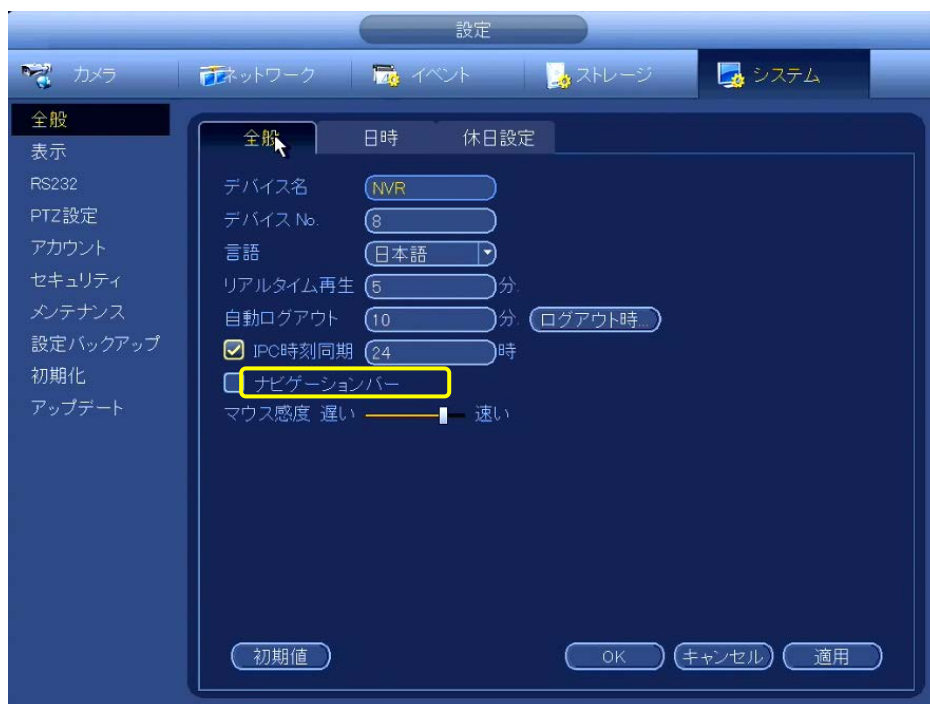 設定
カメラ ネットワーク イベント ストレージ システム
全般
表示
RS232
PTZ設定
アカウント
セキュリティ
メンテナンス
設定バックアップ
初期化
アップデート
全般 日時 休日設定
デバイス名 NVR
デバイス No. 8
言語 日本語
リアルタイム再生 5 分.
自動ログアウト 10 分. ログアウト時...
IPC時刻同期 24 時
ナビゲーションバー
マウス感度 遅い 速い
初期値 OK キャンセル 適用